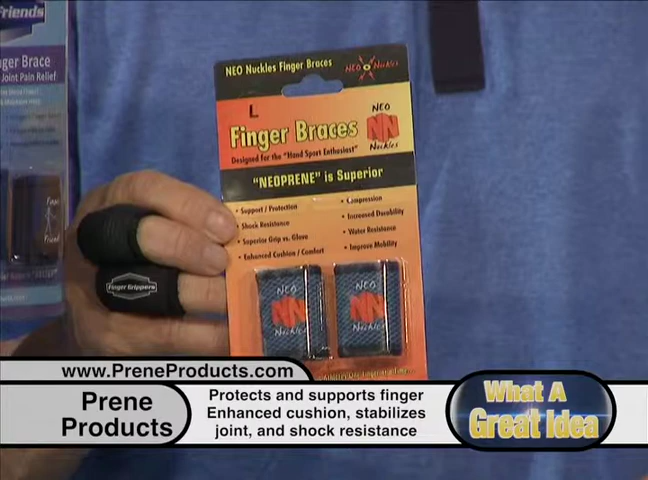 Friends
ger Brace
Joint Pain Relief
NEO Nuckles Finger Braces
NEO Nuckles
L
Finger Braces
Designed for the "Hand Sport Enthusiast"
NEO
NN
Nuckles
"NEOPRENE" is Superior
• Support / Protection
• Shock Resistance
• Superior Grip vs. Glove
• Enhanced Cushion / Comfort
• Compression
• Increased Durability
• Water Resistance
• Improve Mobility
NEO
NN
Nuckles
NEO
NN
Nuckles
Finger Grippers
www.PreneProducts.com
Prene
Products
Protects and supports finger
Enhanced cushion, stabilizes
joint, and shock resistance
What A
Great Idea